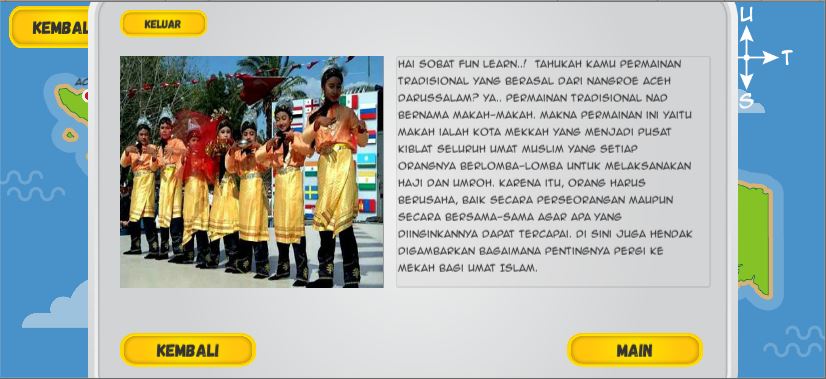 KEMBAL
KELUAR
U
T
S
HAI SOBAT FUN LEARN..! TAHUKAH KAMU PERMAINAN
TRADISIONAL YANG BERASAL DARI NANGROE ACEH
DARUSSALAM? YA.. PERMAINAN TRADISIONAL NAD
BERNAMA MAKAH-MAKAH. MAKNA PERMAINAN INI YAITU
MAKAH IALAH KOTA MEKKAH YANG MENJADI PUSAT
KIBLAT SELURUH UMAT MUSLIM YANG SETIAP
ORANGNYA BERLOMBA-LOMBA UNTUK MELAKSANAKAN
HAJI DAN UMROH. KARENA ITU, ORANG HARUS
BERUSAHA, BAIK SECARA PERSEORANGAN MAUPUN
SECARA BERSAMA-SAMA AGAR APA YANG
DIINGINKANNYA DAPAT TERCAPAI. DI SINI JUGA HENDAK
DIGAMBARKAN BAGAIMANA PENTINGNYA PERGI KE
MEKAH BAGI UMAT ISLAM.
KEMBALI
MAIN